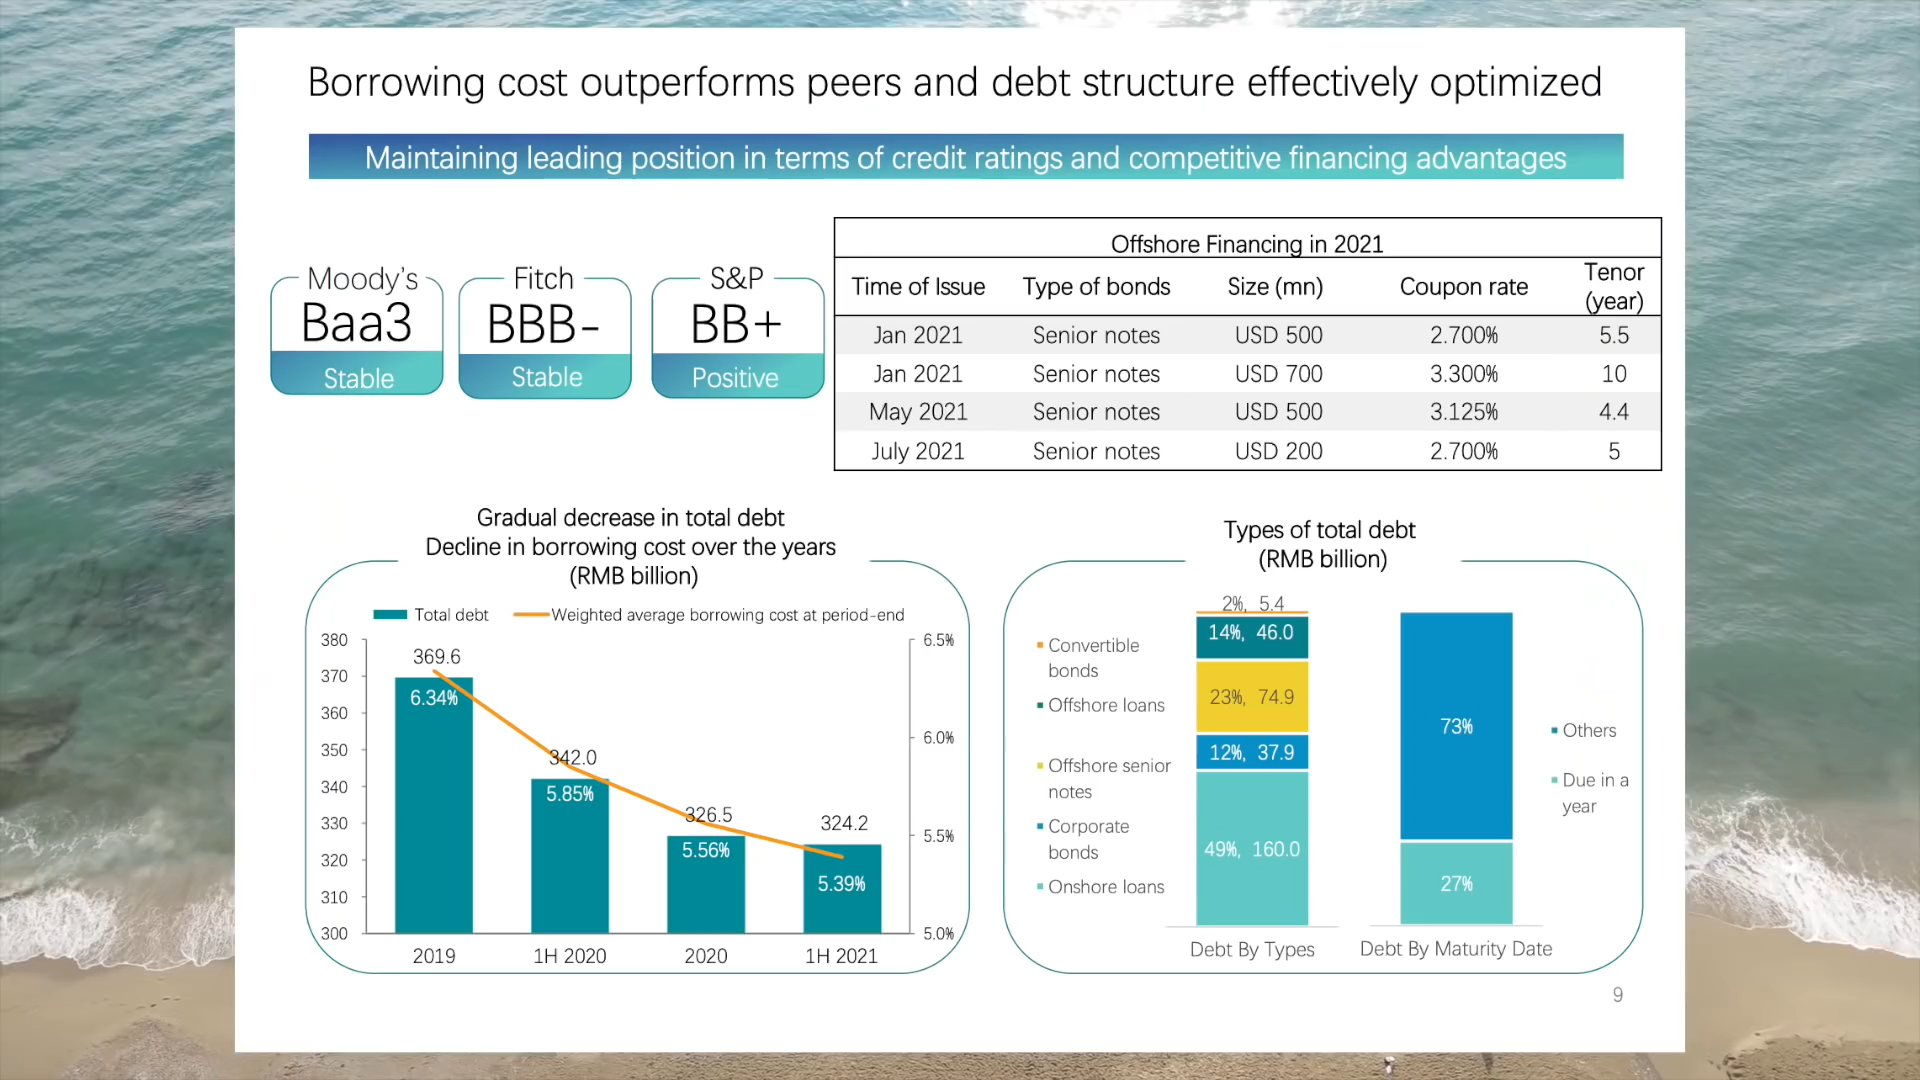 Borrowing cost outperforms peers and debt structure effectively optimized
Maintaining leading position in terms of credit ratings and competitive financing advantages
Moody's
Baa3
Stable
Fitch
BBB-
Stable
S&P
BB+
Positive
Offshore Financing in 2021
Time of Issue Type of bonds Size (mn) Coupon rate Tenor (year)
Jan 2021 Senior notes USD 500 2.700% 5.5
Jan 2021 Senior notes USD 700 3.300% 10
May 2021 Senior notes USD 500 3.125% 4.4
July 2021 Senior notes USD 200 2.700% 5
Gradual decrease in total debt
Decline in borrowing cost over the years
(RMB billion)
Total debt Weighted average borrowing cost at period-end
380
370
360
350
340
330
320
310
300
369.6
6.34%
342.0
5.85%
326.5
5.56%
324.2
5.39%
6.5%
6.0%
5.5%
5.0%
2019 1H 2020 2020 1H 2021
Types of total debt
(RMB billion)
Convertible
bonds
Offshore loans
Offshore senior
notes
Corporate
bonds
Onshore loans
2%, 5.4
14%, 46.0
23%, 74.9
12%, 37.9
49%, 160.0
73%
27%
Others
Due in a
year
Debt By Types Debt By Maturity Date
9